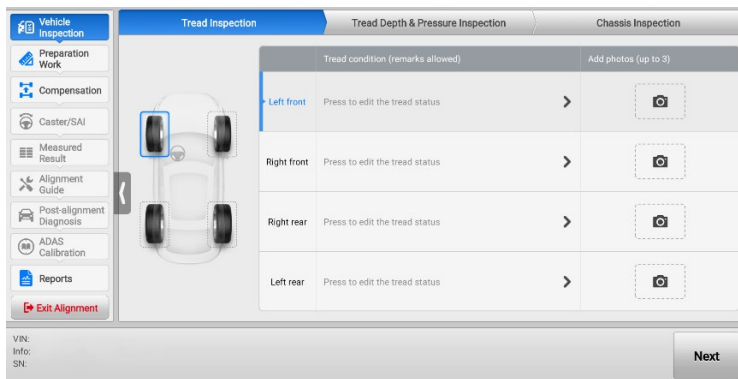 Vehicle
Inspection
Preparation
Work
Compensation
Caster/SAI
Measured
Result
Alignment
Guide
Post-alignment
Diagnosis
ADAS
Calibration
Reports
Exit Alignment
Tread Inspection
Tread Depth & Pressure Inspection
Chassis Inspection
Tread condition (remarks allowed)
Add photos (up to 3)
Left front
Press to edit the tread status
Right front
Press to edit the tread status
Right rear
Press to edit the tread status
Left rear
Press to edit the tread status
VIN:
Info:
SN:
Next